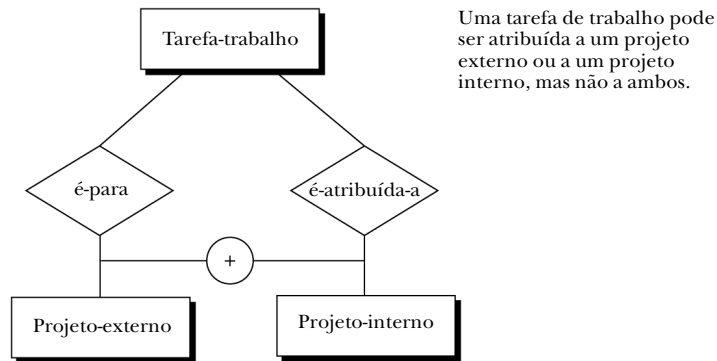 Tarefa-trabalho
Uma tarefa de trabalho pode
ser atribuída a um projeto
externo ou a um projeto
interno, mas não a ambos.
é-para
é-atribuída-a
+
Projeto-externo
Projeto-interno